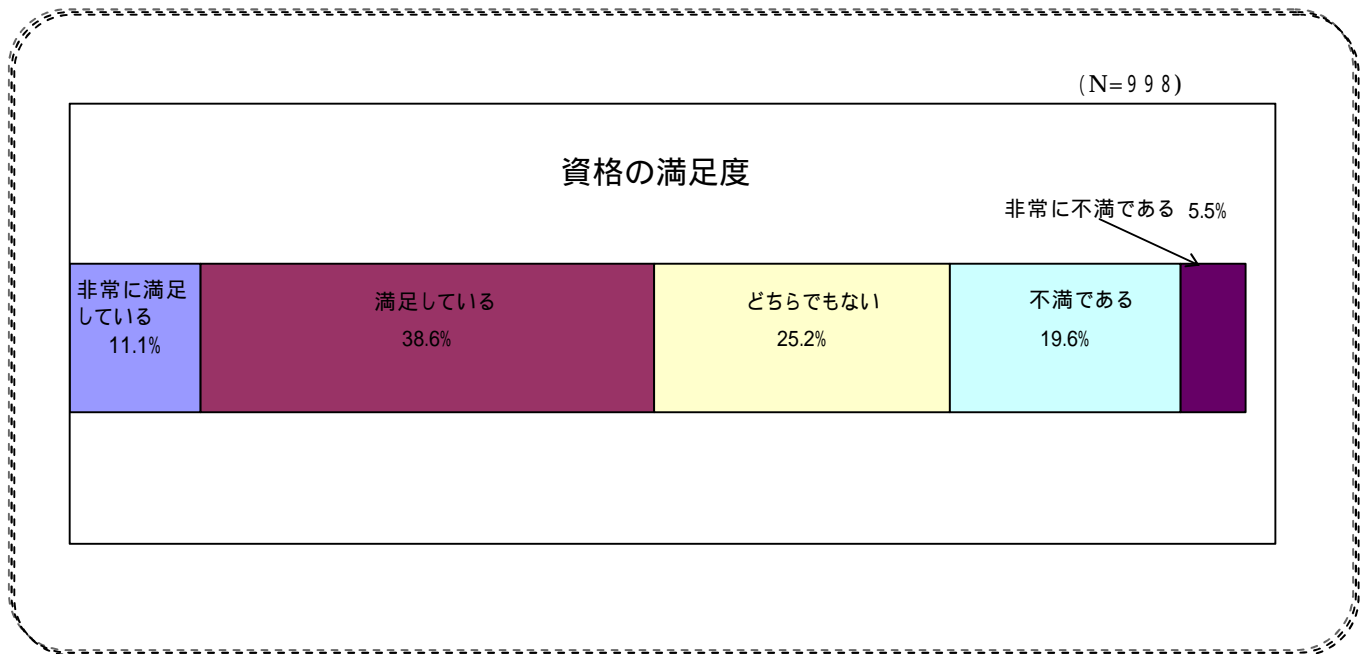 (N=998)
資格の満足度
非常に不満である 5.5%
非常に満足
している
11.1%
満足している
38.6%
どちらでもない
25.2%
不満である
19.6%